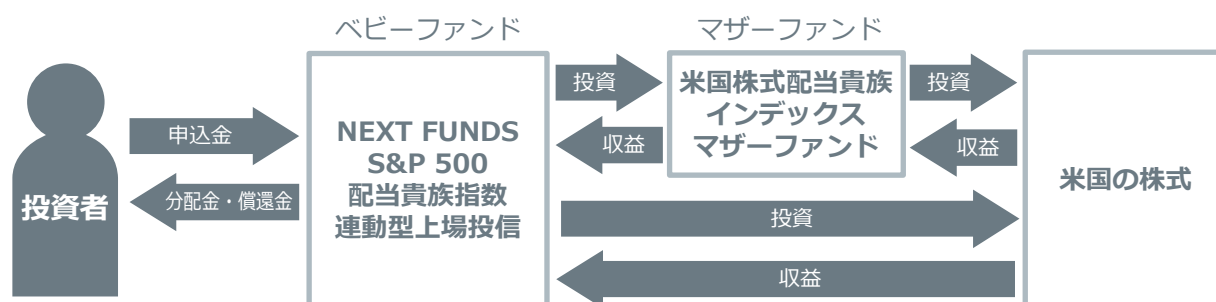 ベビーファンド
マザーファンド
投資者
申込金
分配金・償還金
NEXT FUNDS
S&P 500
配当貴族指数
連動型上場投信
投資
収益
米国株式配当貴族
インデックス
マザーファンド
投資
収益
投資
収益
米国の株式